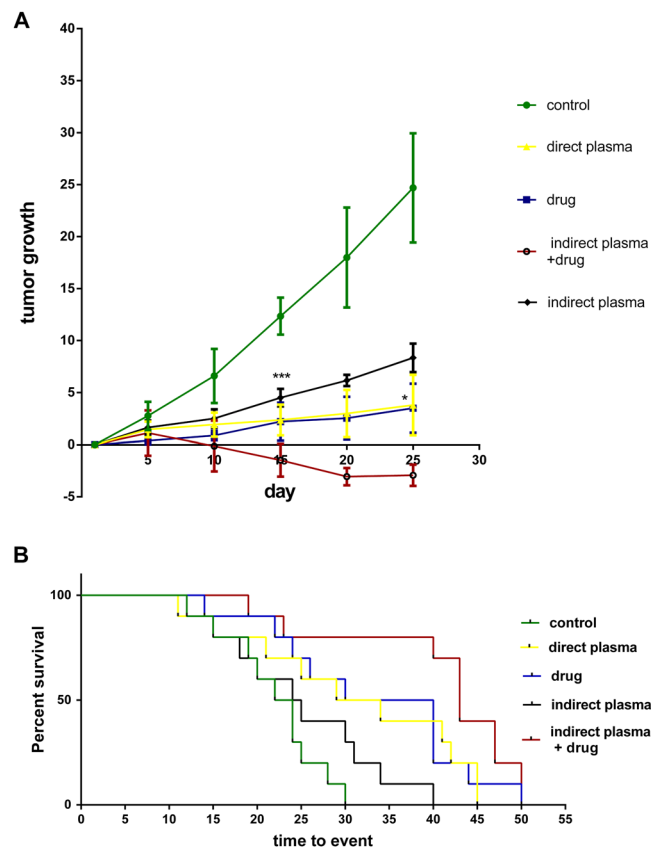 A
40
35
30
25
20
15
10
5
0
-5
tumor growth
5
10
15
20
25
30
day
***
*
control
direct plasma
drug
indirect plasma
+drug
indirect plasma
B
100
50
0
Percent survival
0
5
10
15
20
25
30
35
40
45
50
55
time to event
control
direct plasma
drug
indirect plasma
indirect plasma
+ drug